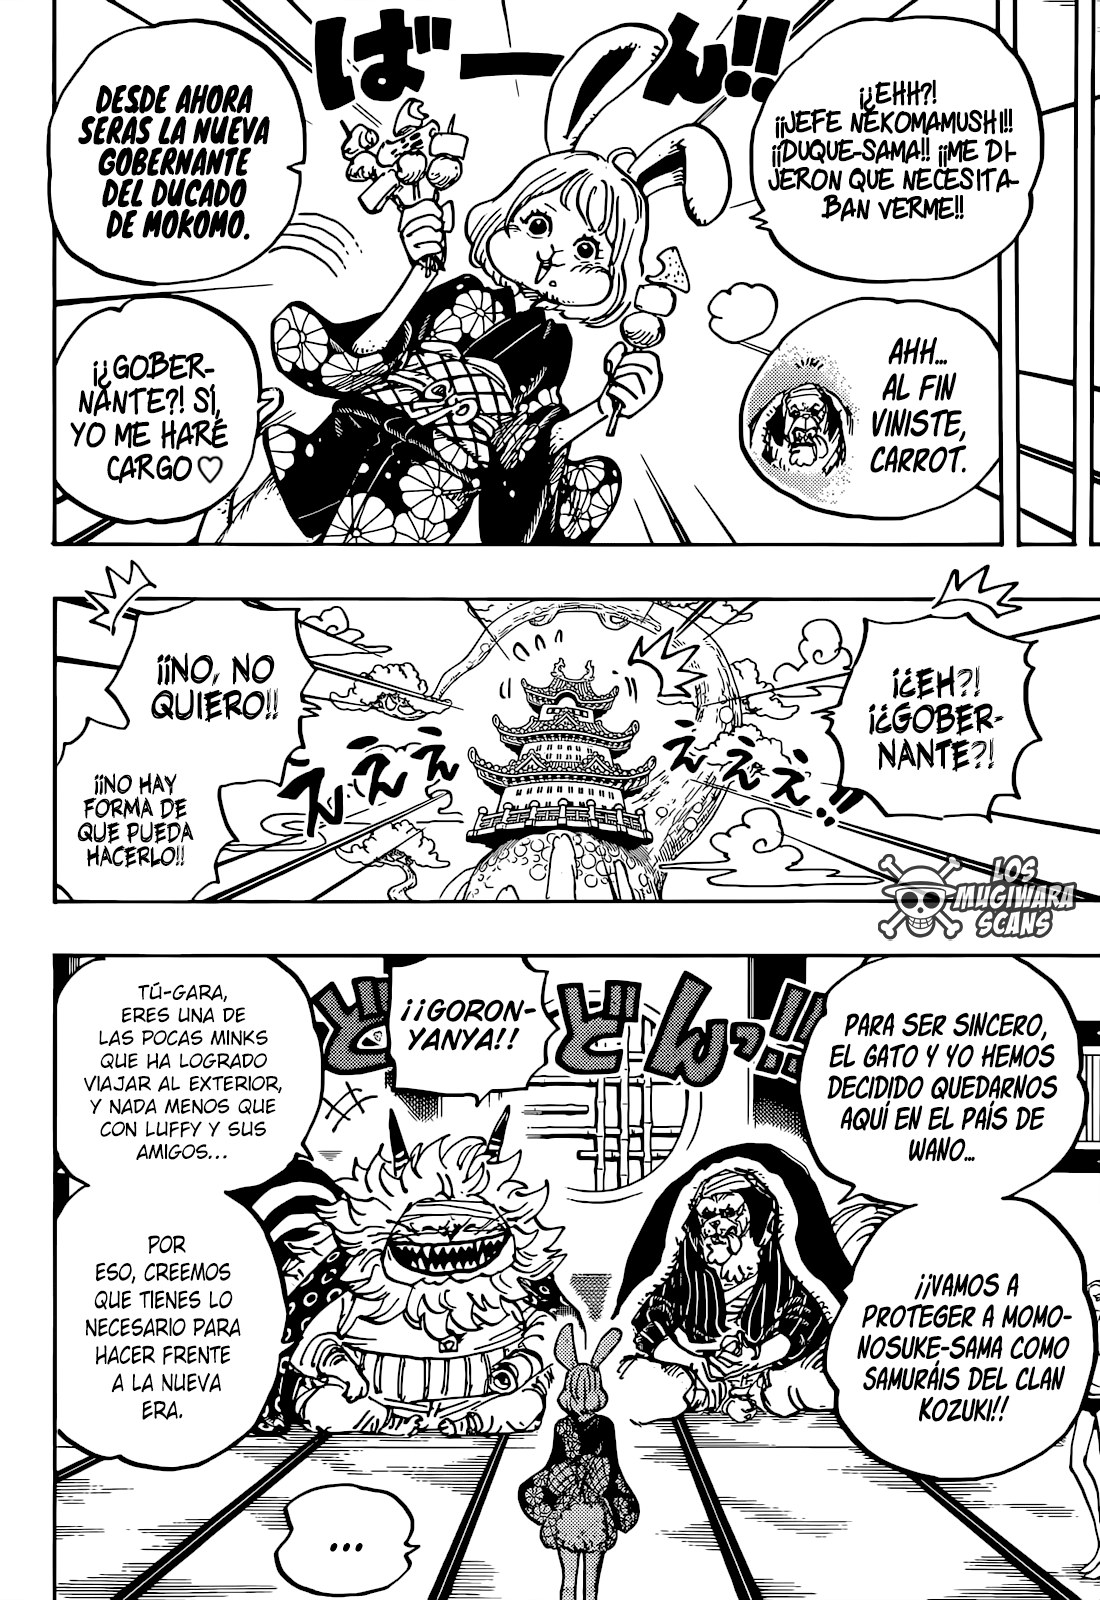 ばーん!!
¡¿EHH?!
¡¡JEFE NEKOMAMUSHI!!
¡¡DUQUE-SAMA!! ¡¡ME DI-
JERON QUE NECESITA-
BAN VERME!!
AHH...
AL FIN
VINISTE,
CARROT.
DESDE AHORA
SERAS LA NUEVA
GOBERNANTE
DEL DUCADO
DE MOKOMO.
¡¿GOBER-
NANTE?! SÍ,
YO ME HARÉ
CARGO♡
¡¿EH?!
¡¿GOBER-
NANTE?!
えええ
えええ!!
¡¡NO, NO
QUIERO!!
¡¡NO HAY
FORMA DE
QUE PUEDA
HACERLO!!
LOS
MUGIWARA
SCANS
PARA SER SINCERO,
EL GATO Y YO HEMOS
DECIDIDO QUEDARNOS
AQUÍ EN EL PAÍS DE
WANO...
¡¡VAMOS A
PROTEGER A MOMO-
NOSUKE-SAMA COMO
SAMURÁIS DEL CLAN
KOZUKI!!
どどんっ!!
¡¡GORON-
YANYA!!
TÚ-GARA,
ERES UNA DE
LAS POCAS MINKS
QUE HA LOGRADO
VIAJAR AL EXTERIOR,
Y NADA MENOS QUE
CON LUFFY Y SUS
AMIGOS...
POR
ESO, CREEMOS
QUE TIENES LO
NECESARIO PARA
HACER FRENTE
A LA NUEVA
ERA.
...